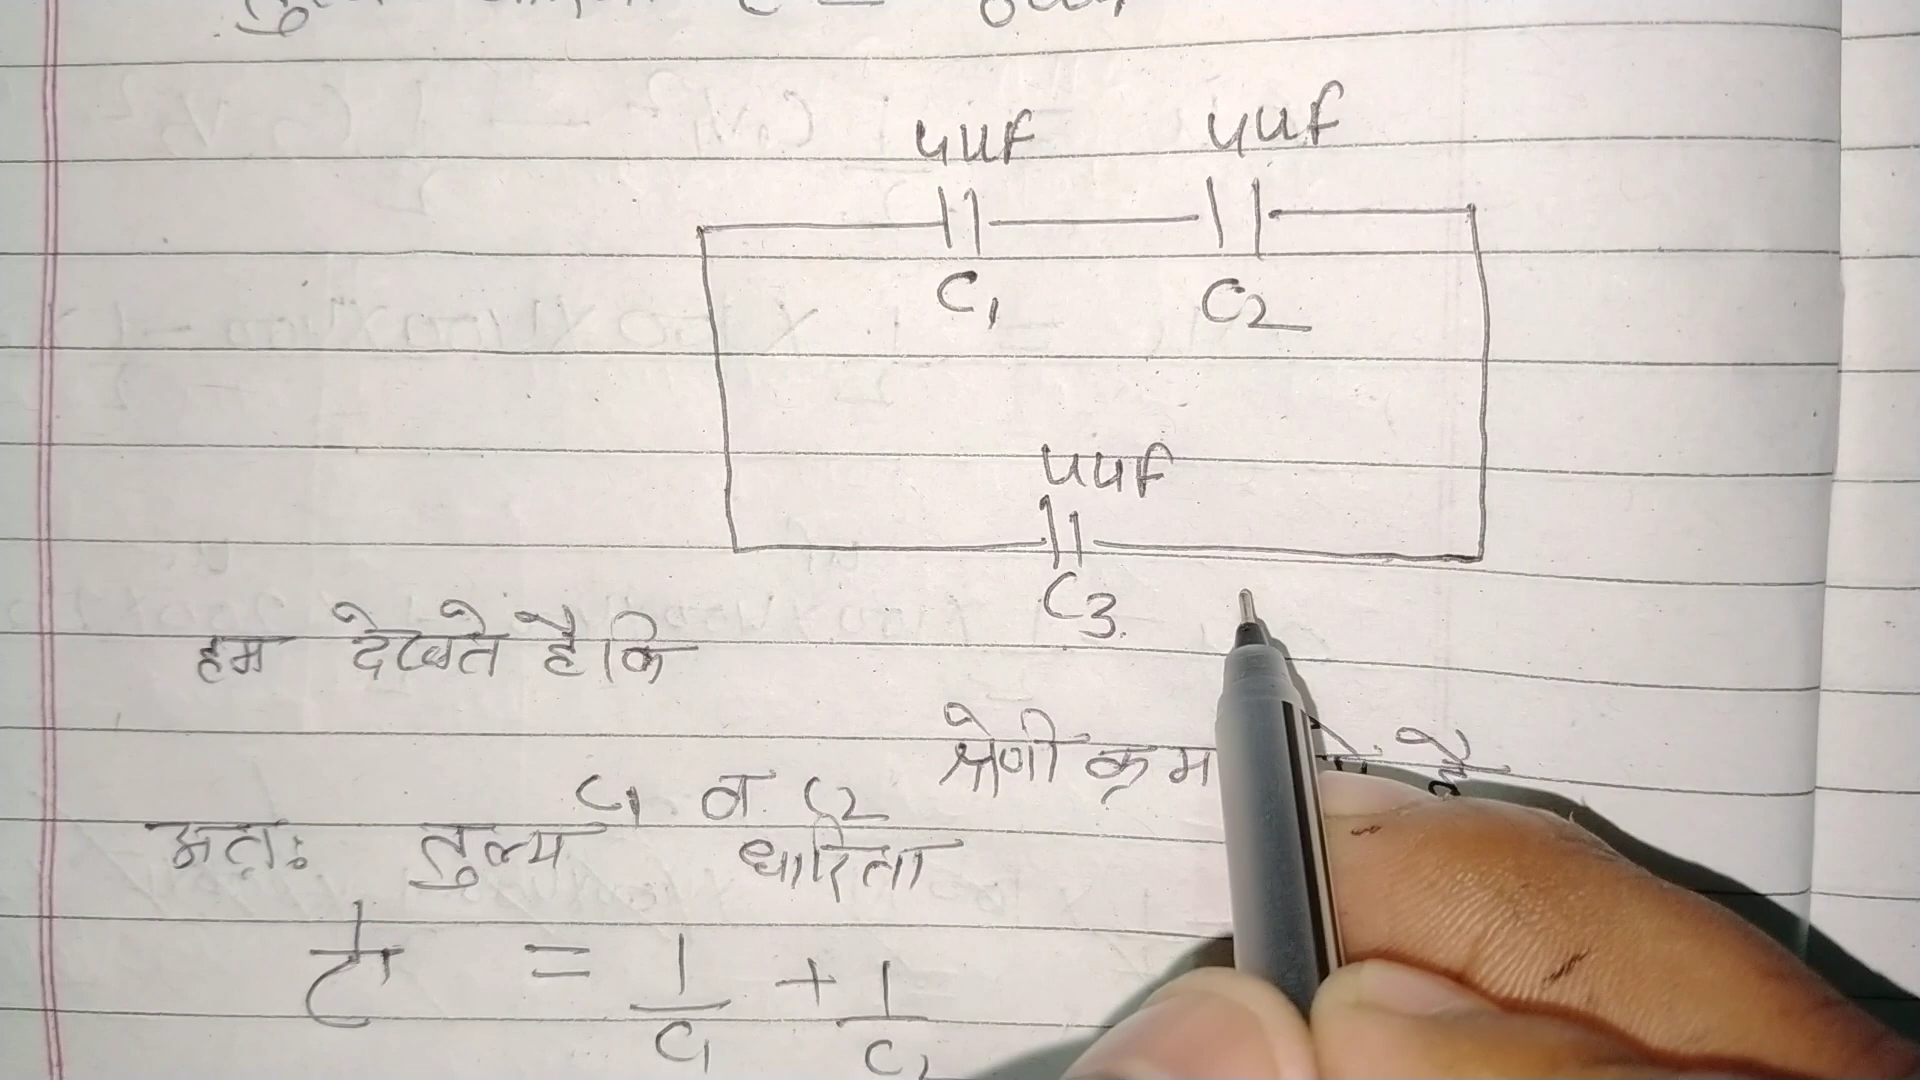 4uf 4uf
C1 C2
4uf
C3
हम देखते है कि
C1 व C2 श्रेणी क्रम है
अतः तुल्य धारिता
= 1/C1 + 1/C2